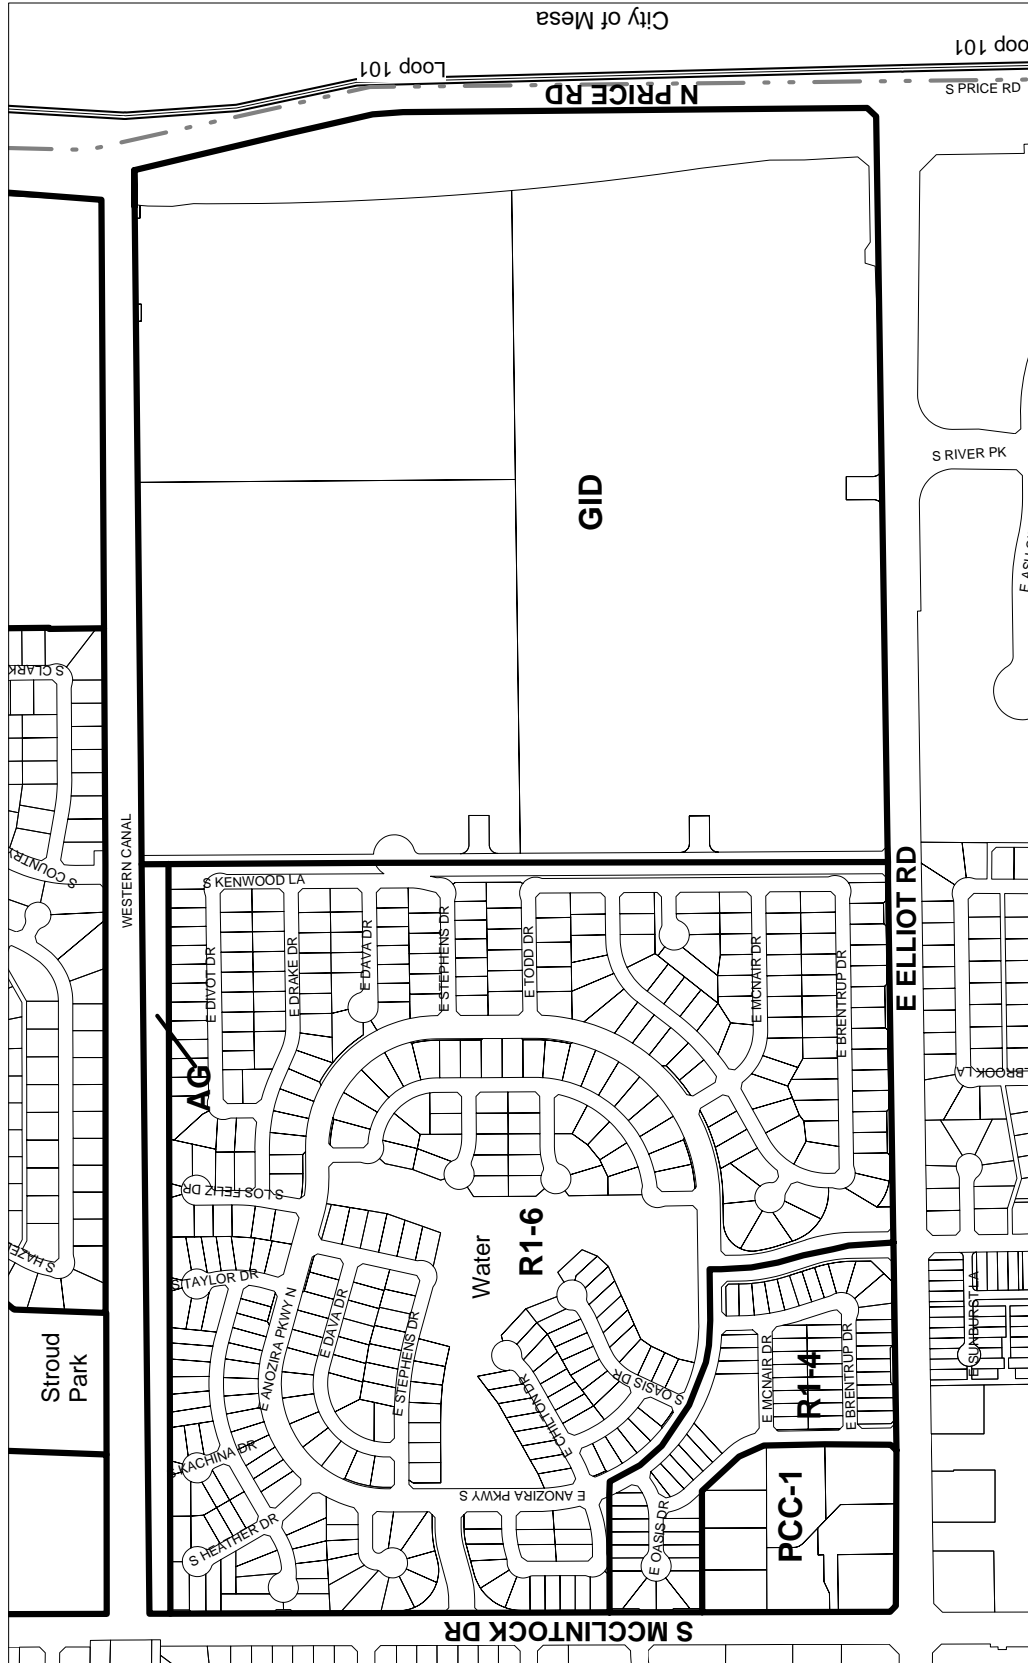 City of Mesa
Loop 101
Loop 101
S PRICE RD
N PRICE RD
S RIVER PK
GID
S CLARK
S COUNTRY
WESTERN CANAL
S KENWOOD LA
E DIVOT DR
E DRAKE DR
E DAVA DR
E STEPHENS DR
E TODD DR
E MCNAIR DR
E BRENTRUP DR
E ELLIOT RD
AG
BROOK LA
S LOS FELIZ DR
S HAZEL
R1-6
Water
S TAYLOR DR
E ANOZIRA PKWY N
E DAVA DR
E STEPHENS DR
E SUNBURST LA
Stroud
Park
S OASIS DR
E CHILTON DR
E MCNAIR DR
R1-4
E BRENTRUP DR
S KACHINA DR
E ANOZIRA PKWY S
PCC-1
S HEATHER DR
E OASIS DR
S MCCLINTOCK DR